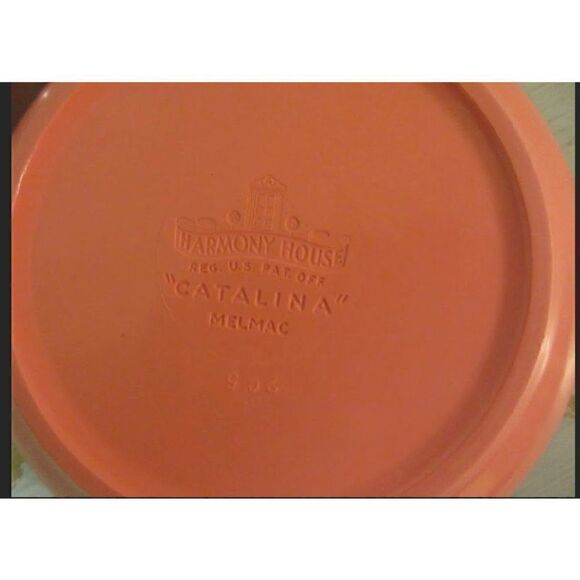 HARMONY HOUSE
REG. U.S. PAT. OFF
"CATALINA"
MELMAC